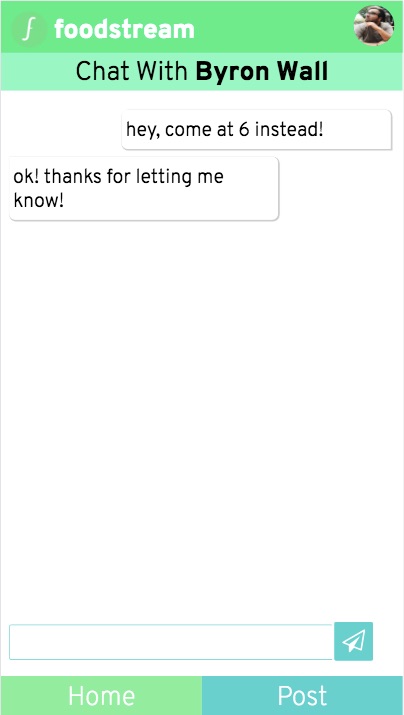 f foodstream
Chat With Byron Wall
hey, come at 6 instead!
ok! thanks for letting me
know!
Home Post